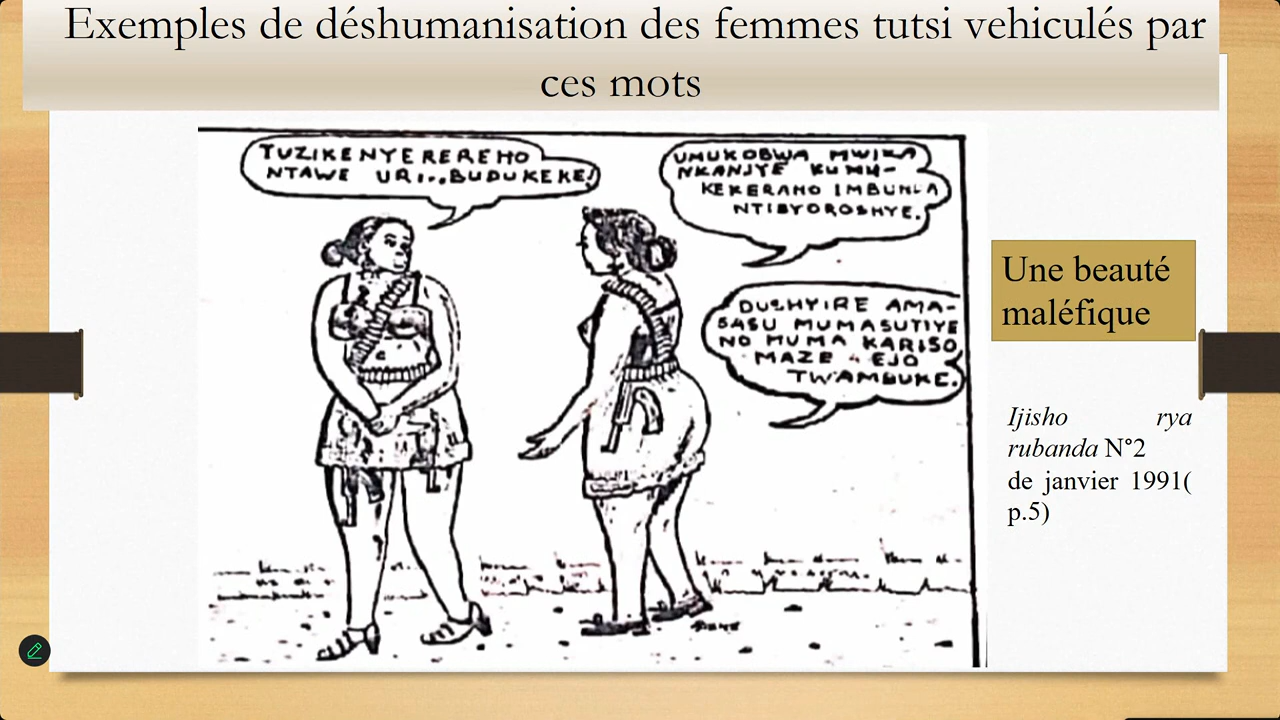 Exemples de déshumanisation des femmes tutsi vehiculés par
ces mots
TUZIKENYEREREHO
NTAWE URI...BUDUKEKE!
UMUKOBWA MWIZA
NKANJYE KUMU-
KEKERAHO IMBUNDA
NTIBYOROSHYE.
DUSHYIRE AMA-
SASU MUMASUTIYE
NO MUMA KARISO
MAZE EJO
TWAMBUKE.
Une beauté
maléfique
Ijisho rya
rubanda N°2
de janvier 1991(
p.5)